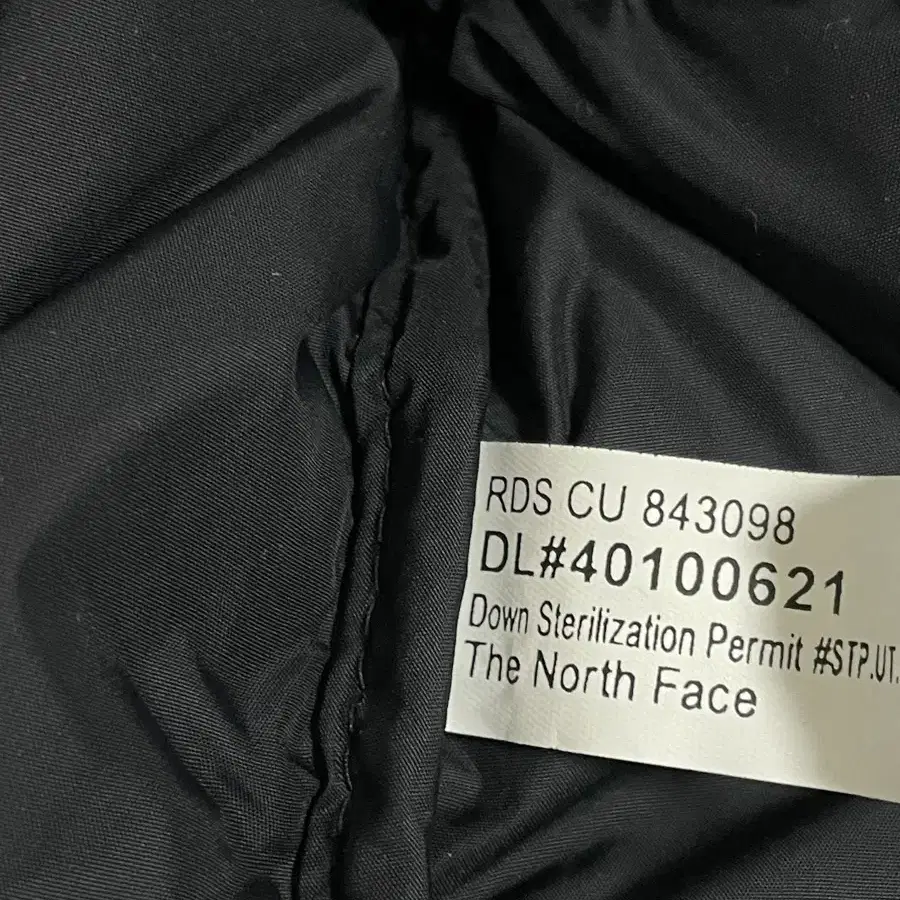 RDS CU 843098
DL#40100621
Down Sterilization Permit #STP.UT.
The North Face